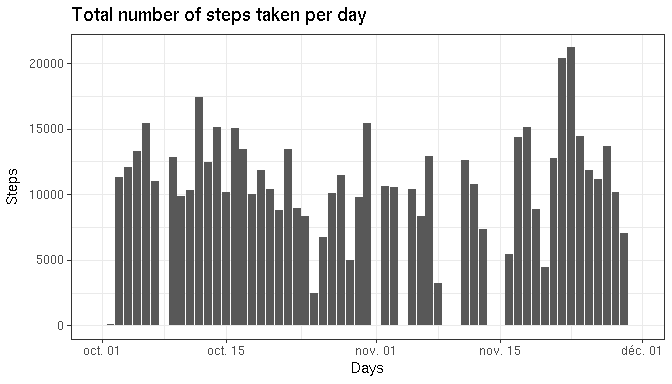 Total number of steps taken per day
Steps
20000
15000
10000
5000
0
oct. 01 oct. 15 nov. 01 nov. 15 déc. 01
Days